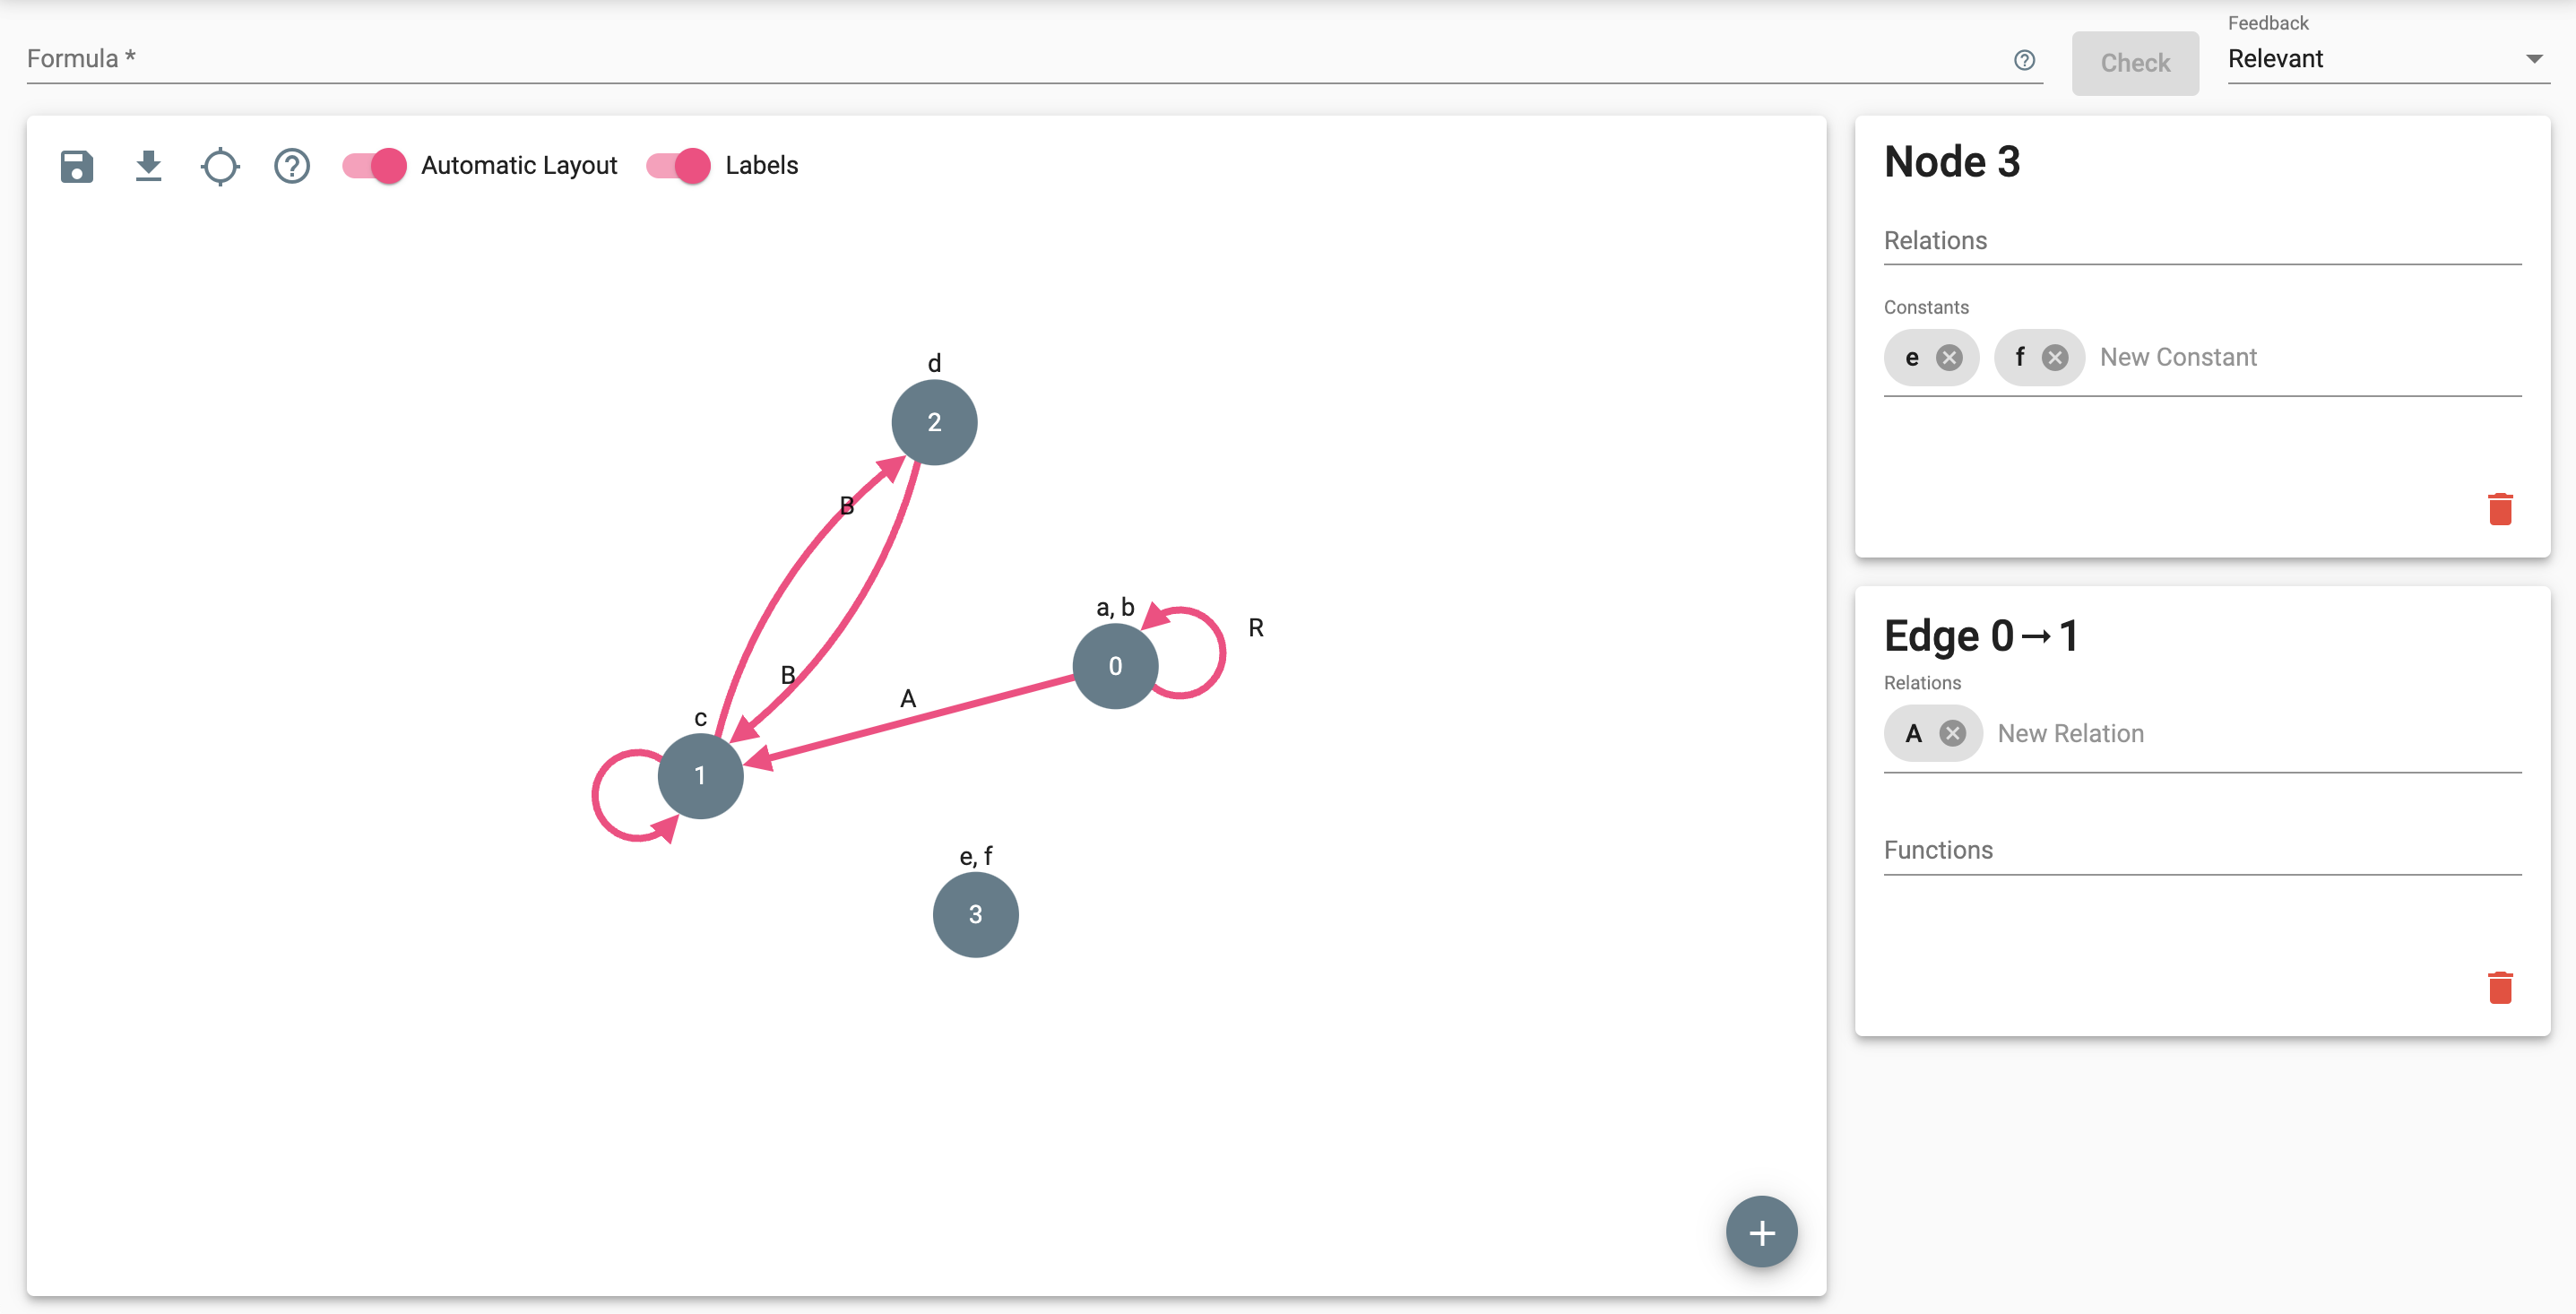 Formula *
Check
Feedback
Relevant
Automatic Layout
Labels
d
2
B
a, b
0
R
B
A
c
1
e, f
3
Node 3
Relations
Constants
e
f
New Constant
Edge 0→1
Relations
A
New Relation
Functions